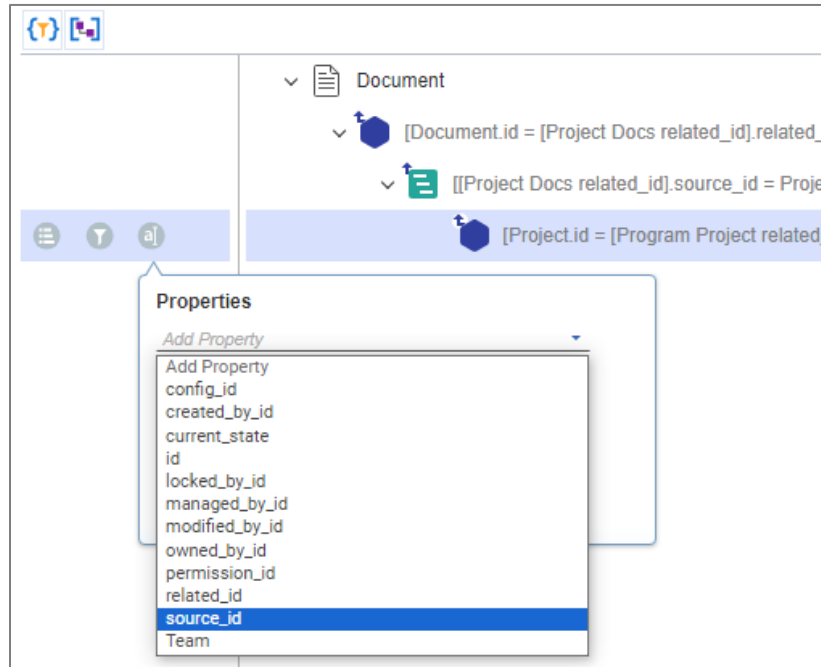 Document
[Document.id = [Project Docs related_id].related_
[[Project Docs related_id].source_id = Proje
[Project.id = [Program Project related_
Properties
Add Property
Add Property
config_id
created_by_id
current_state
id
locked_by_id
managed_by_id
modified_by_id
owned_by_id
permission_id
related_id
source_id
Team